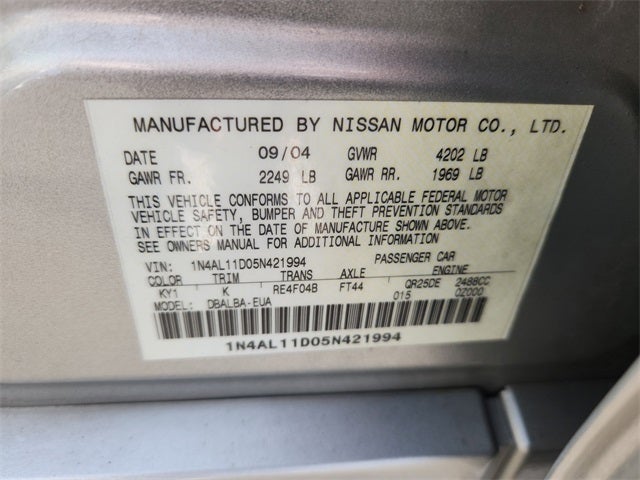 MANUFACTURED BY NISSAN MOTOR CO., LTD.
DATE 09/04 GVWR 4202 LB
GAWR FR. 2249 LB GAWR RR. 1969 LB
THIS VEHICLE CONFORMS TO ALL APPLICABLE FEDERAL MOTOR
VEHICLE SAFETY, BUMPER AND THEFT PREVENTION STANDARDS
IN EFFECT ON THE DATE OF MANUFACTURE SHOWN ABOVE.
SEE OWNERS MANUAL FOR ADDITIONAL INFORMATION
VIN: 1N4AL11D05N421994 PASSENGER CAR
COLOR TRIM TRANS AXLE ENGINE
KY1 K RE4F04B FT44 QR25DE 2488CC
MODEL: DBALBA-EUA 015 0Z000
1N4AL11D05N421994